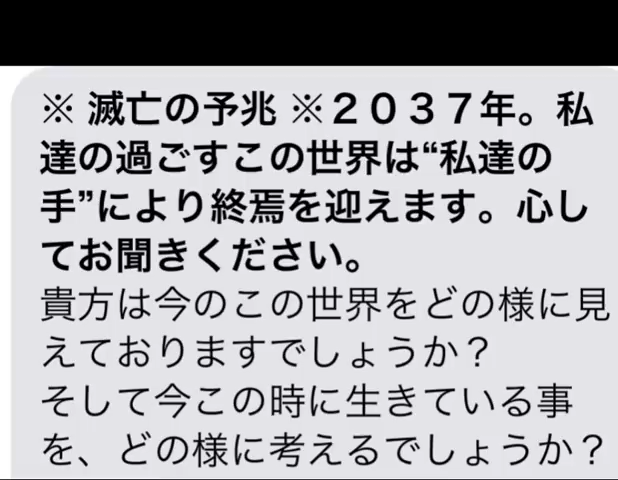 ※ 滅亡の予兆 ※２０３７年。私
達の過ごすこの世界は“私達の
手”により終焉を迎えます。心し
てお聞きください。
貴方は今のこの世界をどの様に見
えておりますでしょうか？
そして今この時に生きている事
を、どの様に考えるでしょうか？